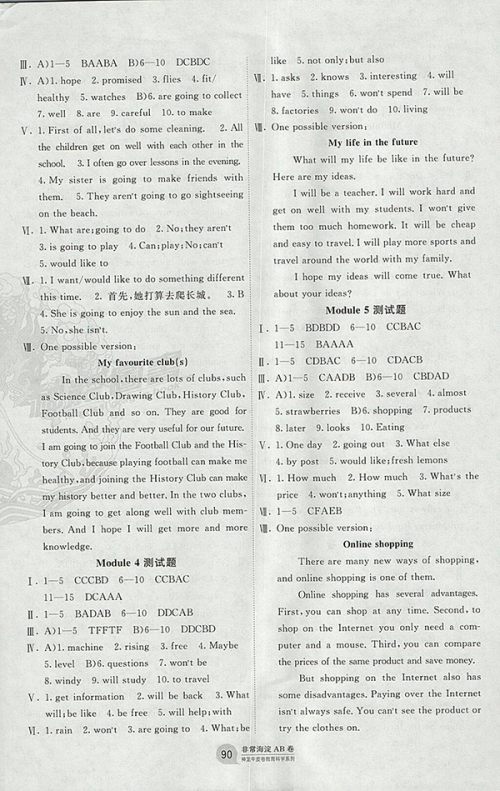 Ⅲ. A)1—5 BAABA B)6—10 DCBDC
Ⅳ. A)1. hope 2. promised 3. flies 4. fit/
healthy 5. watches B)6. are going to collect
7. well 8. are 9. careful 10. to make
Ⅴ. 1. First of all,let's do some cleaning. 2. All
the children get on well with each other in the
school. 3. I often go over lessons in the evening.
4. My sister is going to make friends with
them. 5. They aren't going to go sightseeing
on the beach.
Ⅵ. 1. What are;going to do 2. No;they aren't
3. is going to play 4. Can;play;No;can't
5. would like to
Ⅶ. 1. I want/would like to do something different
this time. 2. 首先,她打算去爬长城。 3. B
4. She is going to enjoy the sun and the sea.
5. No,she isn't.
Ⅷ. One possible version:
My favourite club(s)
In the school,there are lots of clubs,such
as Science Club,Drawing Club,History Club,
Football Club and so on. They are good for
students. And they are very useful for our future.
I am going to join the Football Club and the His-
tory Club,because playing football can make me
healthy,and joining the History Club can make
my history better and better. In the two clubs,
I am going to get along well with club mem-
bers. And I hope I will get more and more
knowledge.
Module 4 测试题
Ⅰ. 1—5 CCCBD 6—10 CCBAC
11—15 DCAAA
Ⅱ. 1—5 BADAB 6—10 DDCAB
Ⅲ. A)1—5 TFFTF B)6—10 DDCBD
Ⅳ. A)1. machine 2. rising 3. free 4. Maybe
5. level B)6. questions 7. won't be
8. windy 9. will study 10. to travel
Ⅴ. 1. get information 2. will be back 3. What
will;be like 4. be free 5. will help;with
Ⅵ. 1. rain 2. won't be 3. are going to 4. What;be
like 5. not only;but also
Ⅶ. 1. asks 2. knows 3. interesting 4. will
have 5. things 6. won't spend 7. will be
8. factories 9. won't do 10. living
Ⅷ. One possible version:
My life in the future
What will my life be like in the future?
Here are my ideas.
I will be a teacher. I will work hard and
get on well with my students. I won't give
them too much homework. It will be cheap
and easy to travel. I will play more sports and
travel around the world with my family.
I hope my ideas will come true. What
about your ideas?
Module 5 测试题
Ⅰ. 1—5 BDBDD 6—10 CCBAC
11—15 BAAAA
Ⅱ. 1—5 CDBAC 6—10 CDACB
Ⅲ. A)1—5 CAADB B)6—10 CBDAD
Ⅳ. A)1. size 2. receive 3. several 4. almost
5. strawberries B)6. shopping 7. products
8. later 9. looks 10. Eating
Ⅴ. 1. One day 2. going out 3. What else
4. by post 5. would like;fresh lemons
Ⅵ. 1. How much 2. How much 3. What's the
price 4. won't;anything 5. What size
Ⅶ. 1—5 CFAEB
Ⅷ. One possible version:
Online shopping
There are many new ways of shopping,
and online shopping is one of them.
Online shopping has several advantages.
First,you can shop at any time. Second,to
shop on the Internet you only need a com-
puter and a mouse. Third,you can compare
the prices of the same product and save money.
But shopping on the Internet also has
some disadvantages. Paying over the Internet
isn't always safe. You can't see the product or
try the clothes on.
90
非常海淀 AB 卷
神龙牛皮卷教育科学系列